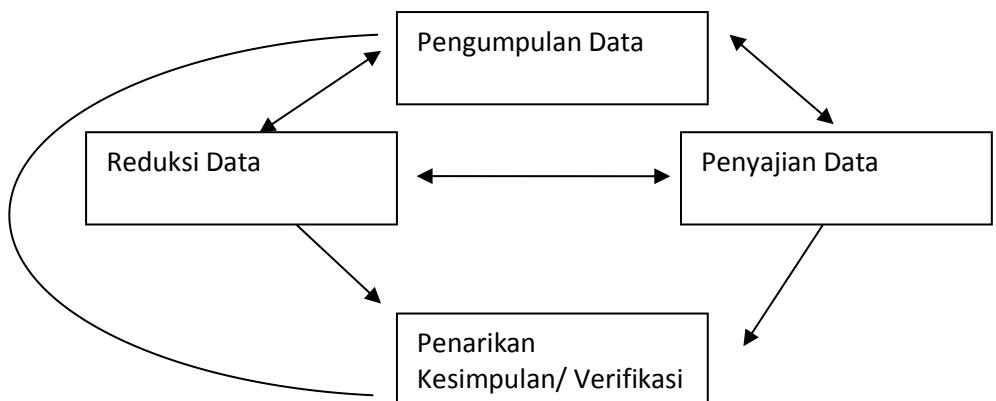 Pengumpulan Data
Reduksi Data
Penyajian Data
Penarikan
Kesimpulan/ Verifikasi